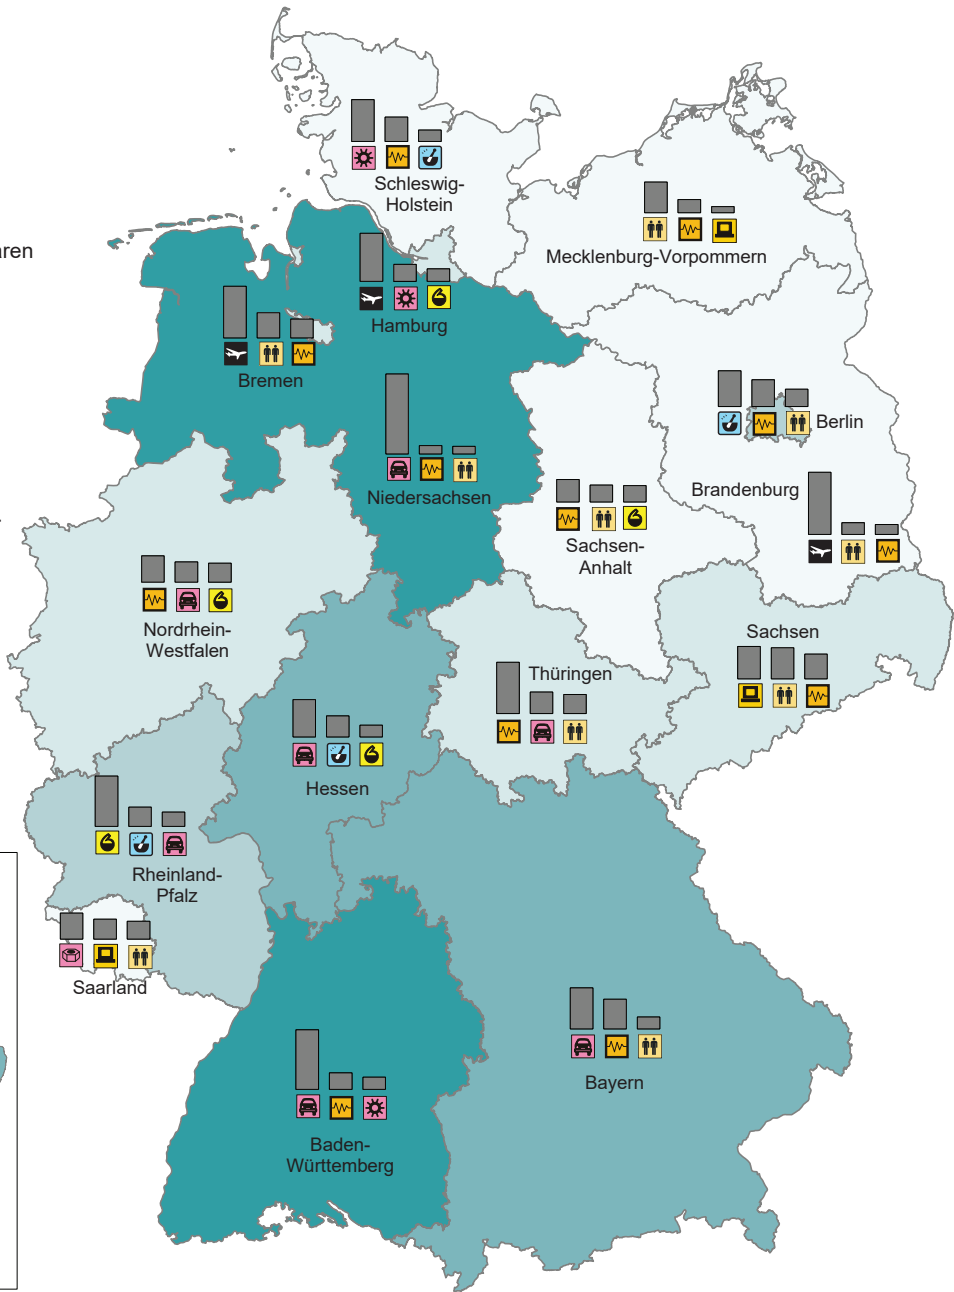 Schleswig-
Holstein
Mecklenburg-Vorpommern
Hamburg
Bremen
Berlin
Niedersachsen
Brandenburg
Sachsen-
Anhalt
Nordrhein-
Westfalen
Sachsen
Thüringen
Hessen
Rheinland-
Pfalz
Saarland
Bayern
Baden-
Württemberg